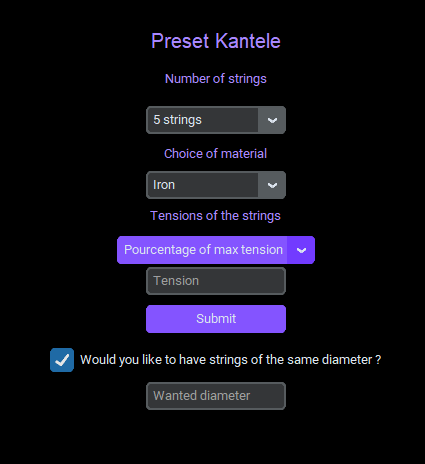 Preset Kantele
Number of strings
5 strings
Choice of material
Iron
Tensions of the strings
Pourcentage of max tension
Tension
Submit
Would you like to have strings of the same diameter ?
Wanted diameter